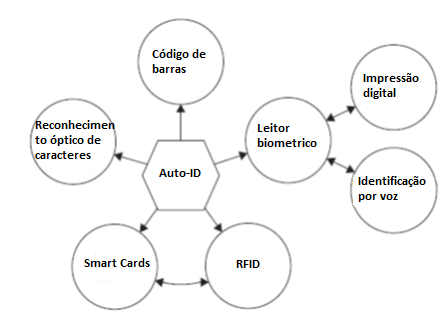 Código de
barras
Impressão
digital
Reconhecimen
to óptico de
caracteres
Leitor
biometrico
Auto-ID
Identificação
por voz
Smart Cards
RFID